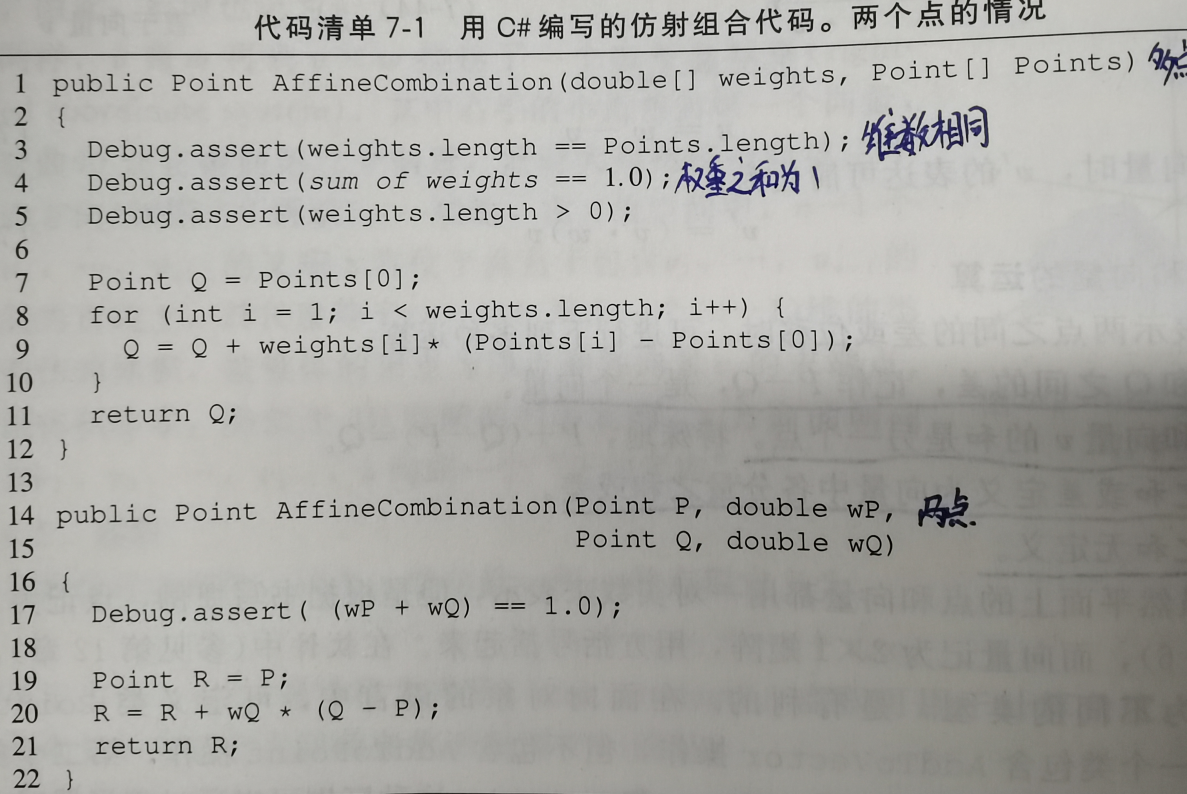 代码清单 7-1 用 C# 编写的仿射组合代码。两个点的情况
1 public Point AffineCombination(double[] weights, Point[] Points) 多点
2 {
3 Debug.assert(weights.length == Points.length); 维数相同
4 Debug.assert(sum of weights == 1.0); 权重之和为1
5 Debug.assert(weights.length > 0);
6
7 Point Q = Points[0];
8 for (int i = 1; i < weights.length; i++) {
9 Q = Q + weights[i]* (Points[i] - Points[0]);
10 }
11 return Q;
12 }
13
14 public Point AffineCombination(Point P, double wP, 两点
15 Point Q, double wQ)
16 {
17 Debug.assert( (wP + wQ) == 1.0);
18
19 Point R = P;
20 R = R + wQ * (Q - P);
21 return R;
22 }